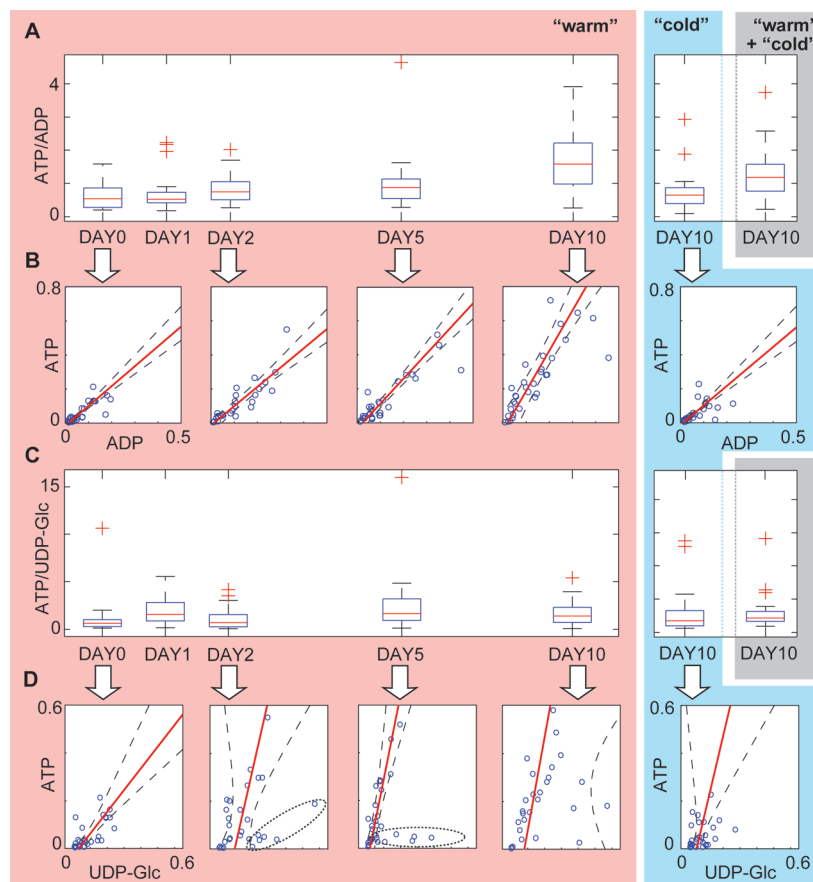 A “warm” “cold” “warm”
+ “cold”
4
2
0
ATP/ADP
DAY0 DAY1 DAY2 DAY5 DAY10 DAY10 DAY10
B
0.8
ATP
0
0 ADP 0.5
0.8
ATP
0
0 ADP 0.5
C
15
0
ATP/UDP-Glc
DAY0 DAY1 DAY2 DAY5 DAY10 DAY10 DAY10
D
0.6
ATP
0
0 0.6
UDP-Glc
0.6
ATP
0
0 0.6
UDP-Glc